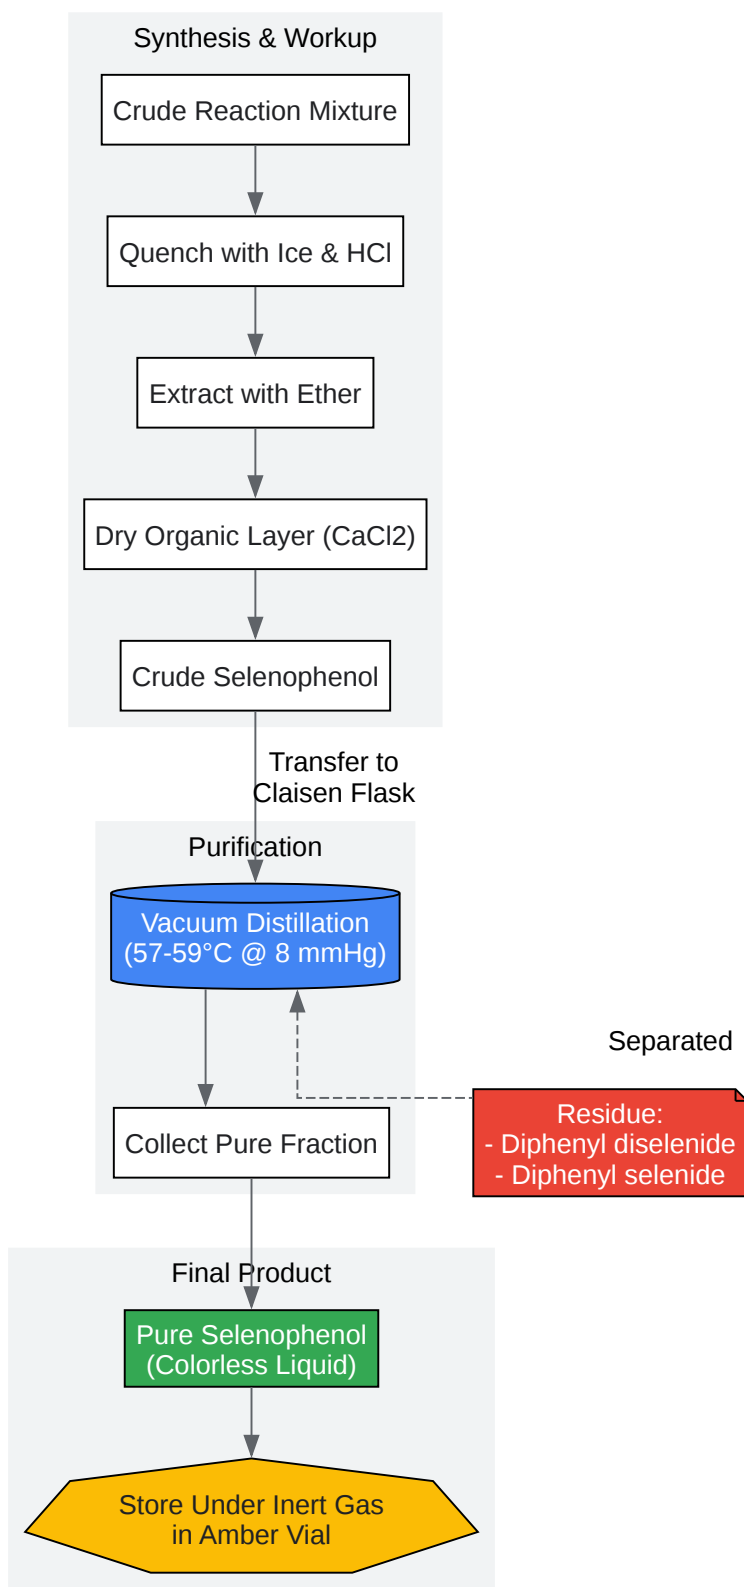 Synthesis & Workup
Crude Reaction Mixture
Quench with Ice & HCl
Extract with Ether
Dry Organic Layer (CaCl2)
Crude Selenophenol
Transfer to
Claisen Flask
Purification
Vacuum Distillation
(57-59°C @ 8 mmHg)
Separated
Residue:
- Diphenyl diselenide
- Diphenyl selenide
Collect Pure Fraction
Final Product
Pure Selenophenol
(Colorless Liquid)
Store Under Inert Gas
in Amber Vial